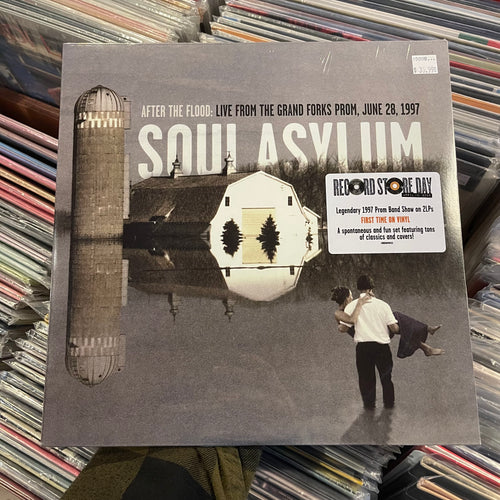 AFTER THE FLOOD: LIVE FROM THE GRAND FORKS PROM, JUNE 28, 1997
SOUL ASYLUM
RECORD STORE DAY
Legendary 1997 Prom Band Show on 2LPs
FIRST TIME ON VINYL
A spontaneous and fun set featuring tons
of classics and covers!